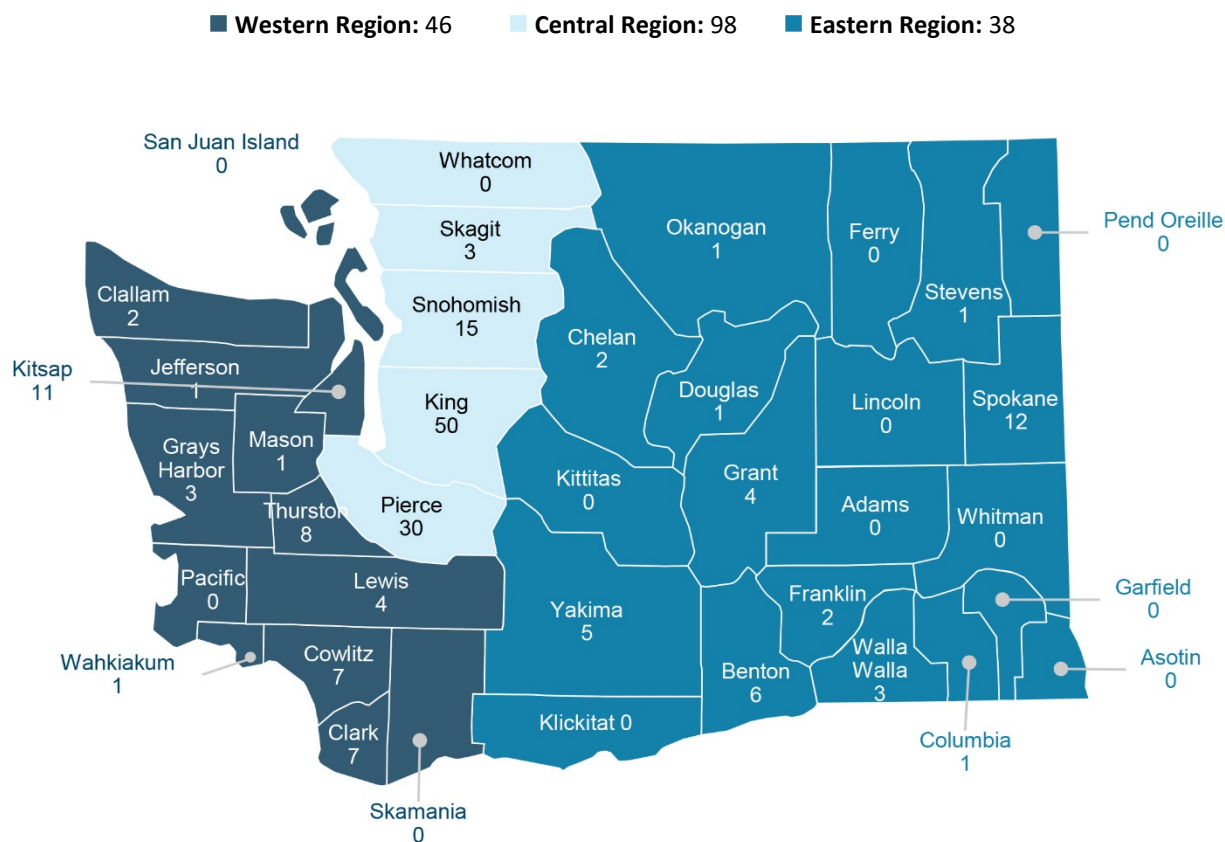 Western Region: 46 Central Region: 98 Eastern Region: 38
San Juan Island
0
Whatcom
0
Skagit
3
Snohomish
15
King
50
Pierce
30
Clallam
2
Jefferson
1
Kitsap
11
Mason
1
Grays
Harbor
3
Thurston
8
Pacific
0
Lewis
4
Wahkiakum
1
Cowlitz
7
Clark
7
Skamania
0
Okanogan
1
Ferry
0
Stevens
1
Pend Oreille
0
Chelan
2
Douglas
1
Lincoln
0
Spokane
12
Kittitas
0
Grant
4
Adams
0
Whitman
0
Yakima
5
Benton
6
Franklin
2
Walla
Walla
3
Garfield
0
Asotin
0
Columbia
1
Klickitat 0